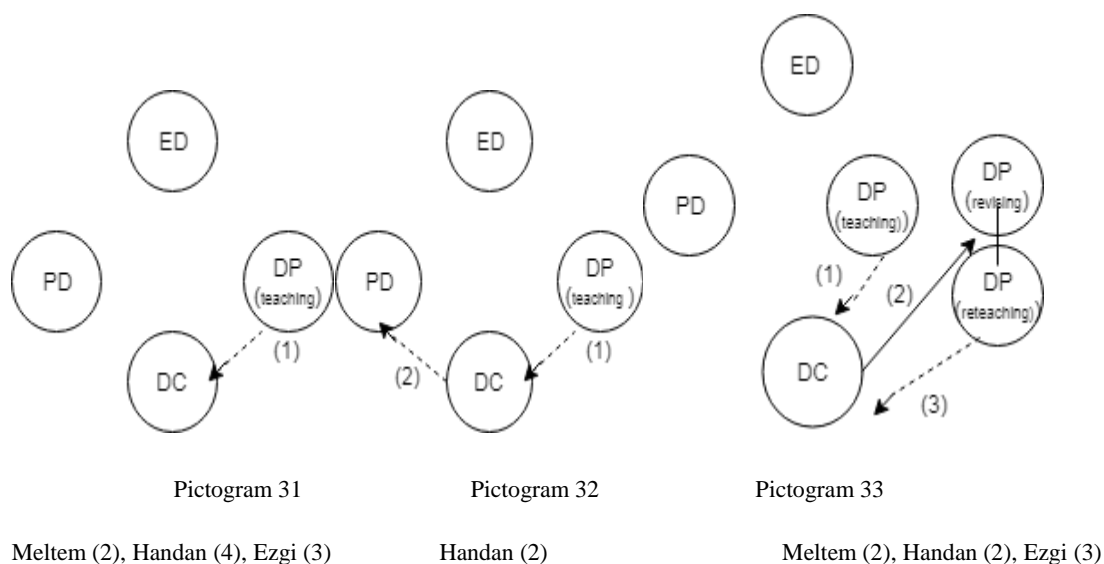 ED
PD
DP
(teaching)
DC
(1)
ED
PD
DP
(teaching )
DC
(1)
(2)
ED
PD
DP
(teaching))
DP
(revising)
DP
(reteaching))
DC
(1)
(2)
(3)
Pictogram 31 Pictogram 32 Pictogram 33
Meltem (2), Handan (4), Ezgi (3) Handan (2) Meltem (2), Handan (2), Ezgi (3)